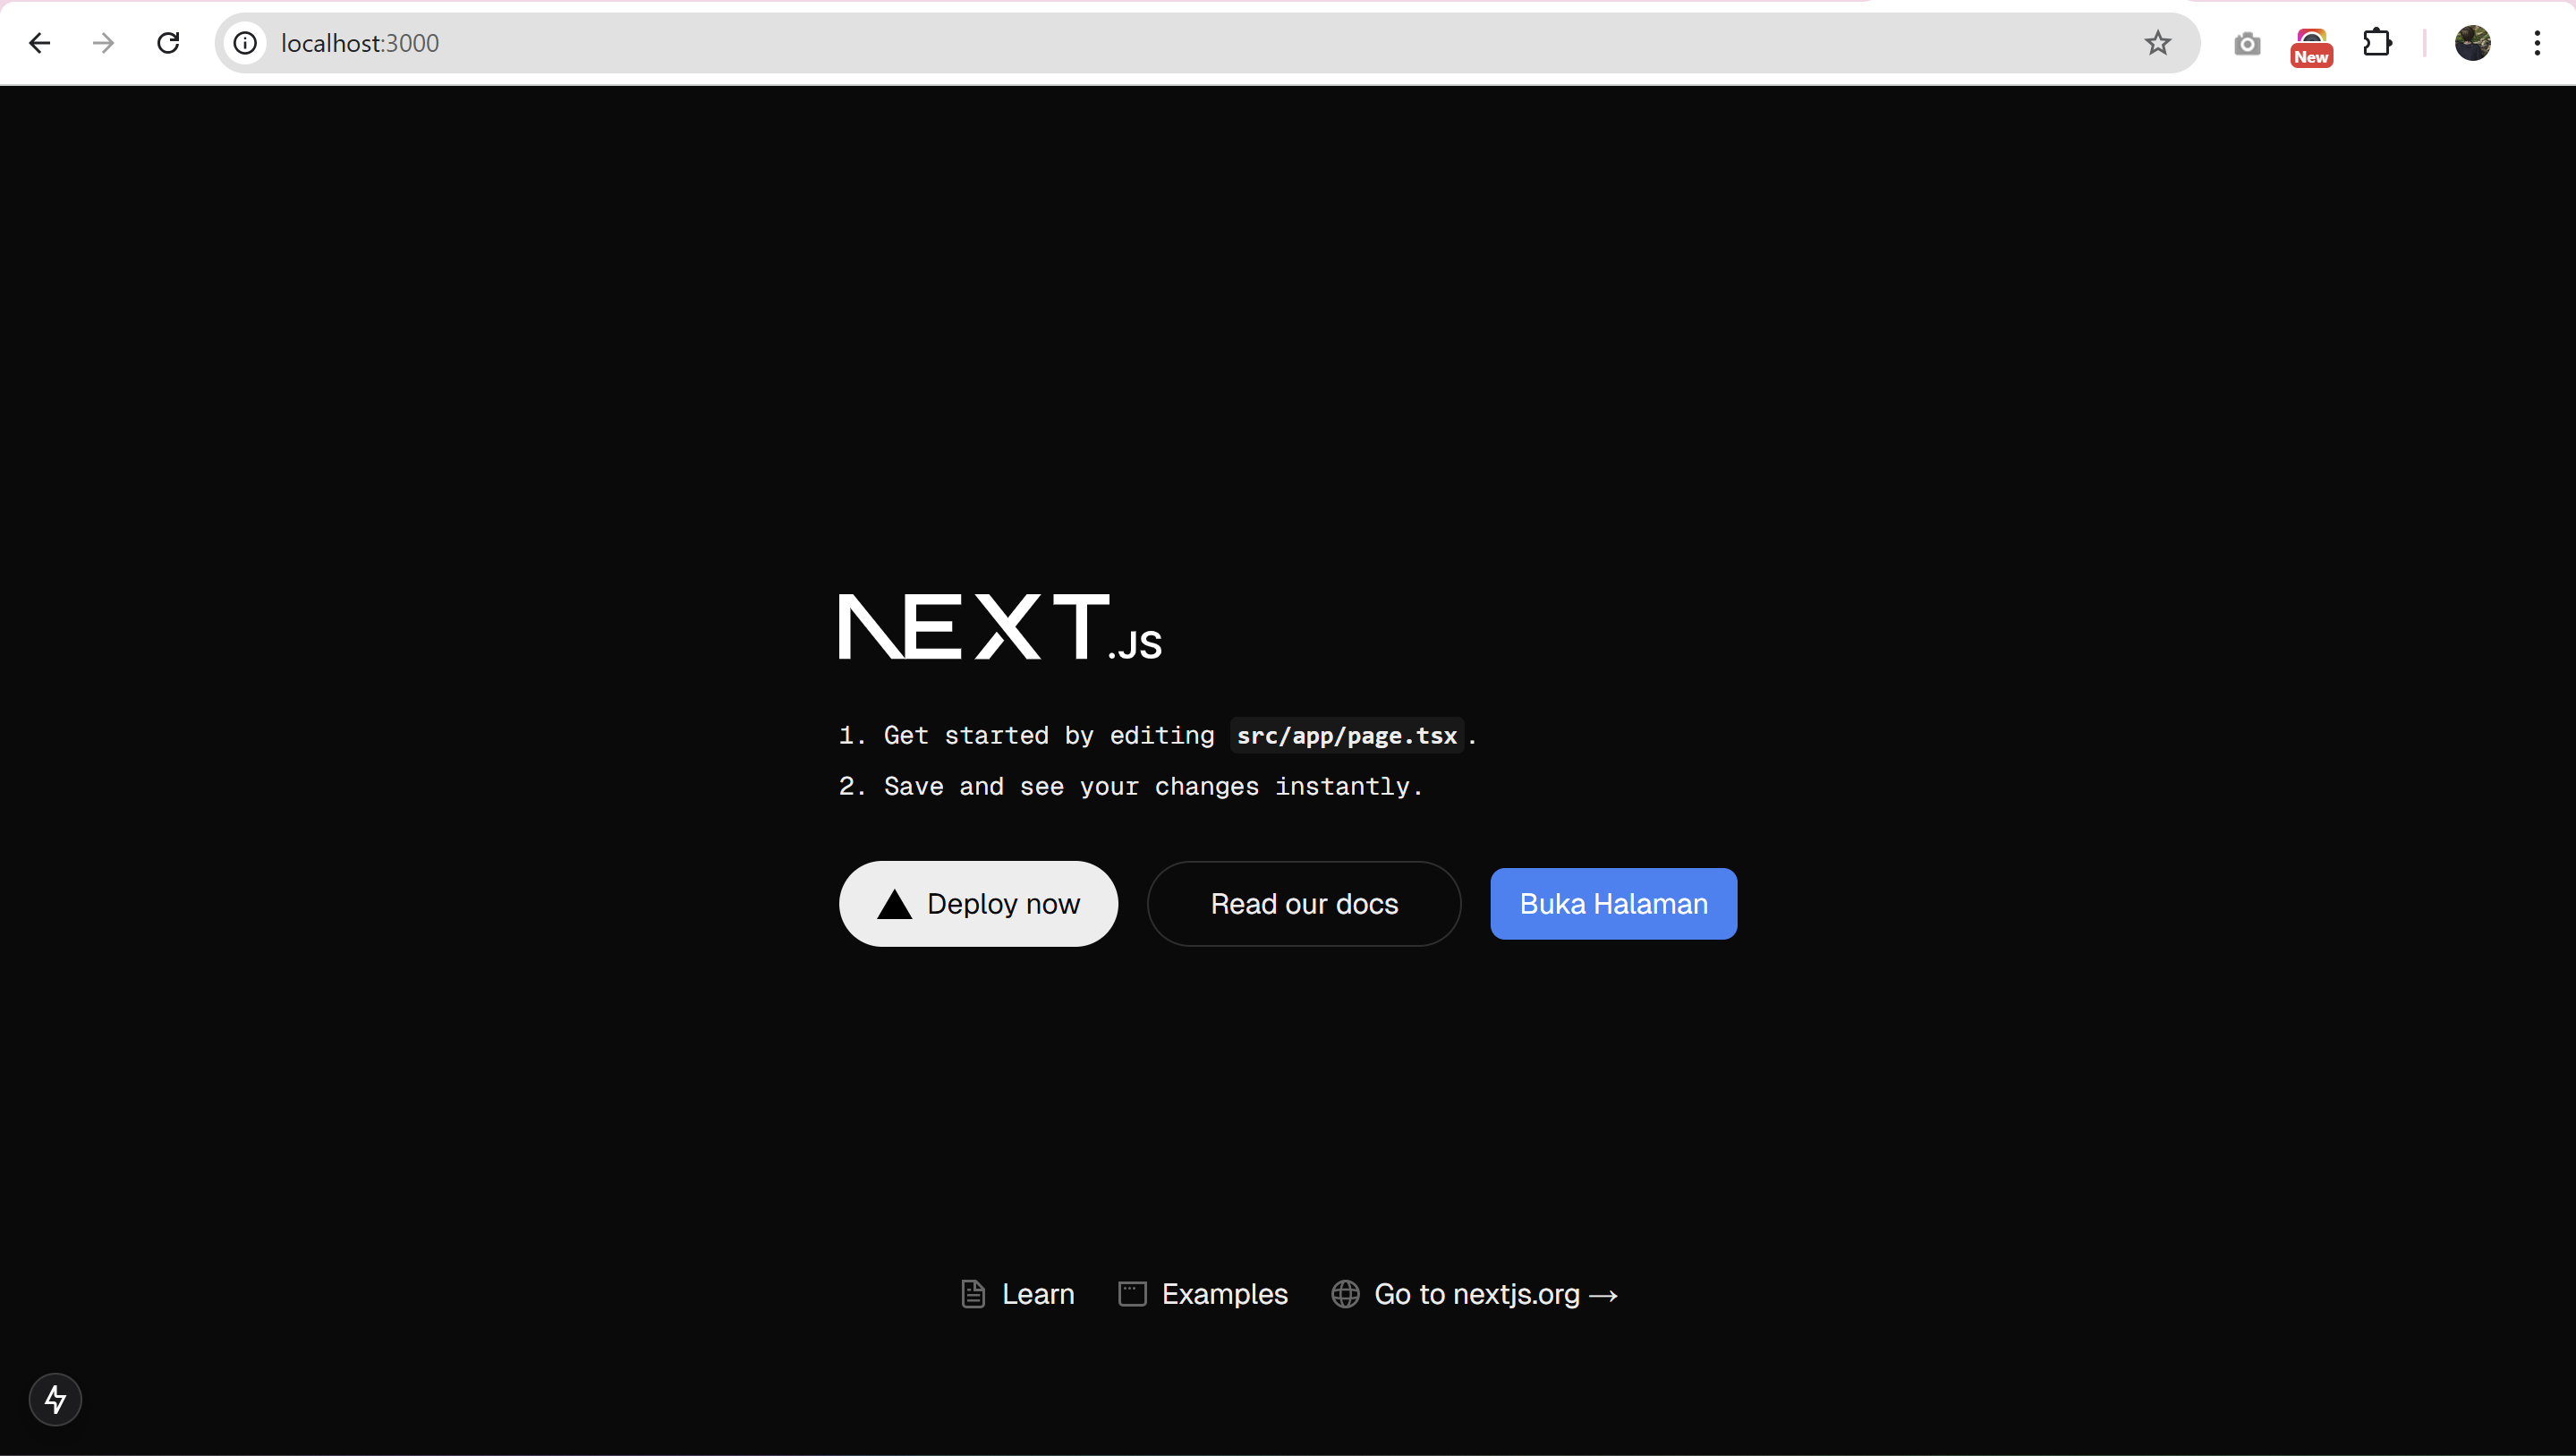 localhost:3000
New
NEXT.JS
1. Get started by editing src/app/page.tsx.
2. Save and see your changes instantly.
Deploy now
Read our docs
Buka Halaman
Learn
Examples
Go to nextjs.org →